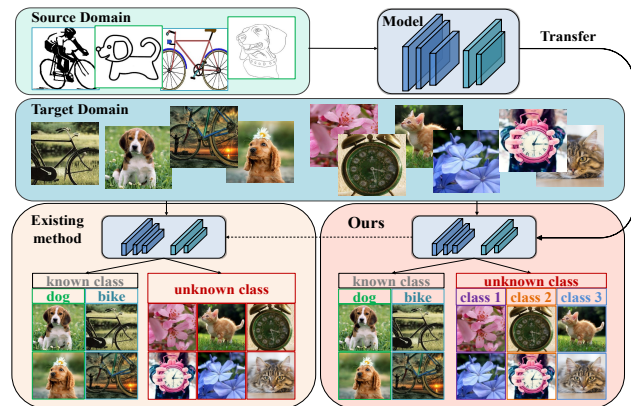 Source Domain
Model
Transfer
Target Domain
Existing
method
Ours
known class
dog bike
unknown class
known class
dog bike
unknown class
class 1 class 2 class 3